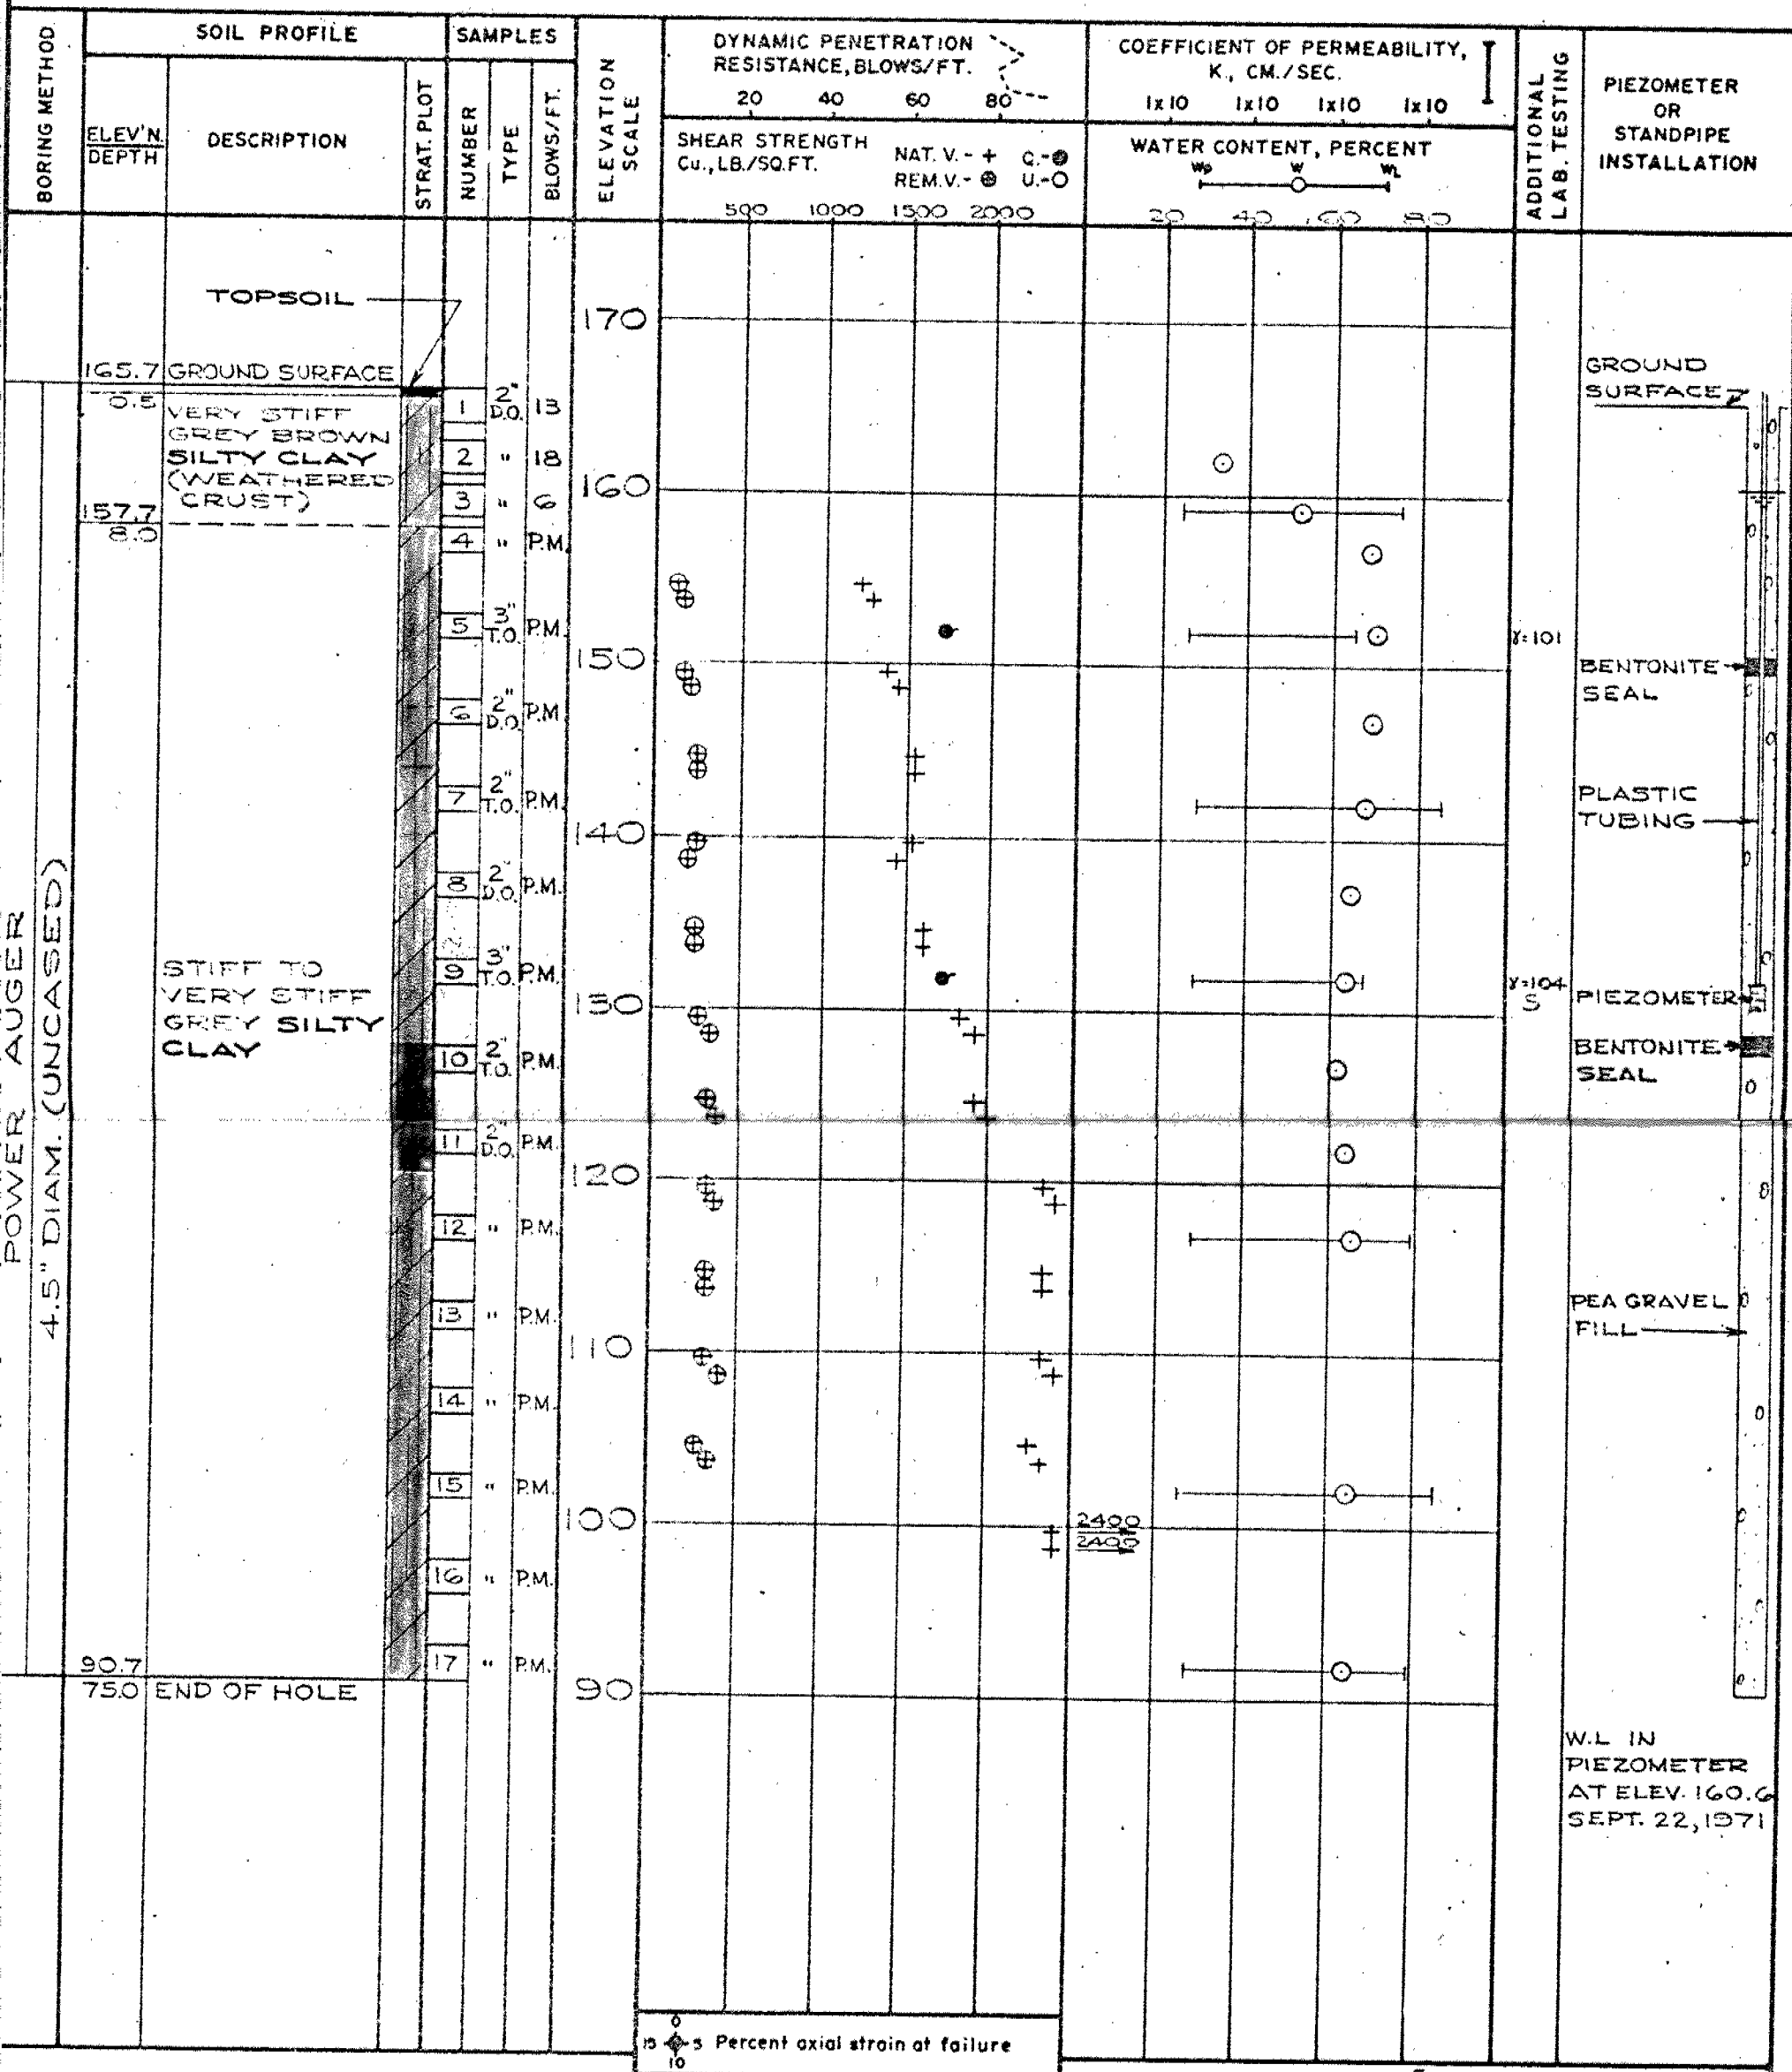 BORING METHOD
SOIL PROFILE
ELEV'N.
DEPTH
DESCRIPTION
STRAT. PLOT
SAMPLES
NUMBER
TYPE
BLOWS/FT.
ELEVATION
SCALE
DYNAMIC PENETRATION
RESISTANCE, BLOWS/FT.
20 40 60 80
SHEAR STRENGTH
Cu., LB./SQ.FT.
NAT. V.- + Q.-●
REM.V.- ⊕ U.-O
500 1000 1500 2000
COEFFICIENT OF PERMEABILITY,
K., CM./SEC.
1x10 1x10 1x10 1x10
WATER CONTENT, PERCENT
Wp W WL
20 40 60 80
ADDITIONAL
LAB. TESTING
PIEZOMETER
OR
STANDPIPE
INSTALLATION
POWER AUGER
4.5" DIAM. (UNCASED)
TOPSOIL
165.7 GROUND SURFACE
0.5
VERY STIFF
GREY BROWN
SILTY CLAY
(WEATHERED
CRUST)
157.7
8.0
STIFF TO
VERY STIFF
GREY SILTY
CLAY
90.7
75.0 END OF HOLE
1 2" D.O. 13
2 " 18
3 " 6
4 " P.M.
5 3" T.O. P.M.
6 2" D.O. P.M.
7 2" T.O. P.M.
8 2" D.O. P.M.
9 3" T.O. P.M.
10 2" T.O. P.M.
11 2" D.O. P.M.
12 " P.M.
13 " P.M.
14 " P.M.
15 " P.M.
16 " P.M.
17 " P.M.
170
160
150
140
130
120
110
100
90
2400
2400
γ=101
γ=104
S
GROUND
SURFACE
BENTONITE
SEAL
PLASTIC
TUBING
PIEZOMETER
BENTONITE
SEAL
PEA GRAVEL
FILL
W.L IN
PIEZOMETER
AT ELEV. 160.6
SEPT. 22, 1971
0
15 5 Percent axial strain at failure
10